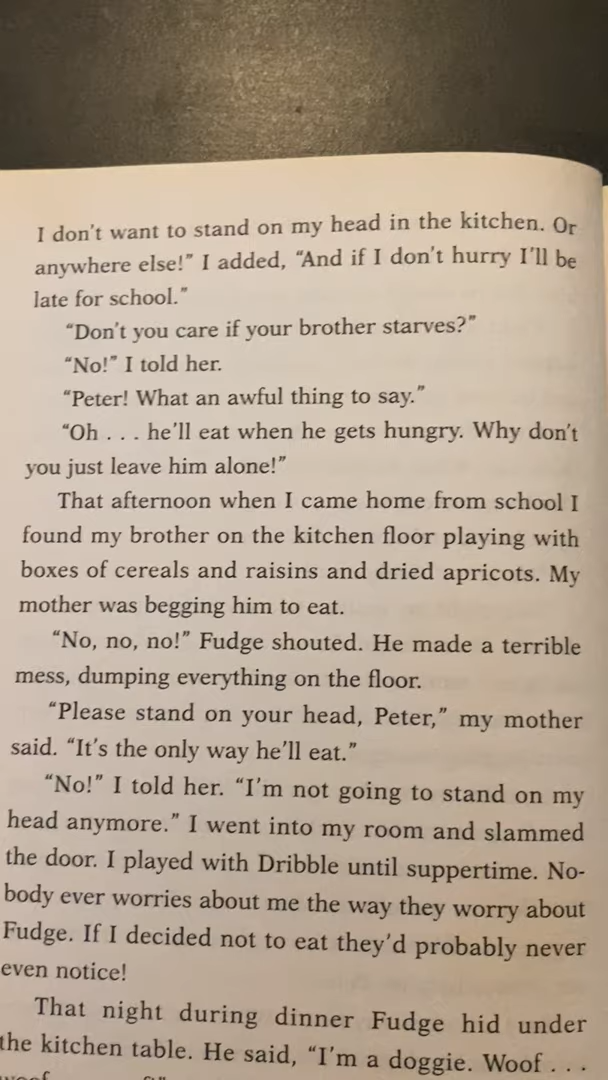 I don't want to stand on my head in the kitchen. Or
anywhere else!” I added, “And if I don't hurry I'll be
late for school.”
“Don't you care if your brother starves?”
“No!” I told her.
“Peter! What an awful thing to say.”
“Oh . . . he'll eat when he gets hungry. Why don't
you just leave him alone!”
That afternoon when I came home from school I
found my brother on the kitchen floor playing with
boxes of cereals and raisins and dried apricots. My
mother was begging him to eat.
“No, no, no!” Fudge shouted. He made a terrible
mess, dumping everything on the floor.
“Please stand on your head, Peter,” my mother
said. “It's the only way he'll eat.”
“No!” I told her. “I'm not going to stand on my
head anymore.” I went into my room and slammed
the door. I played with Dribble until suppertime. No-
body ever worries about me the way they worry about
Fudge. If I decided not to eat they'd probably never
even notice!
That night during dinner Fudge hid under
the kitchen table. He said, “I'm a doggie. Woof . . .